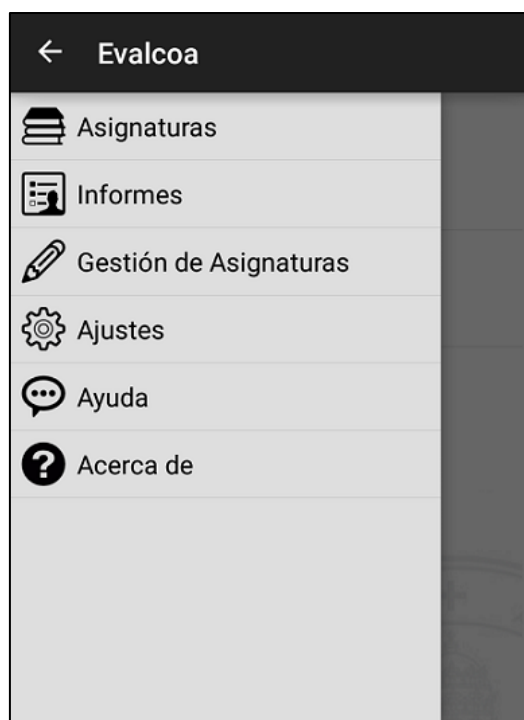 Evalcoa
Asignaturas
Informes
Gestión de Asignaturas
Ajustes
Ayuda
Acerca de